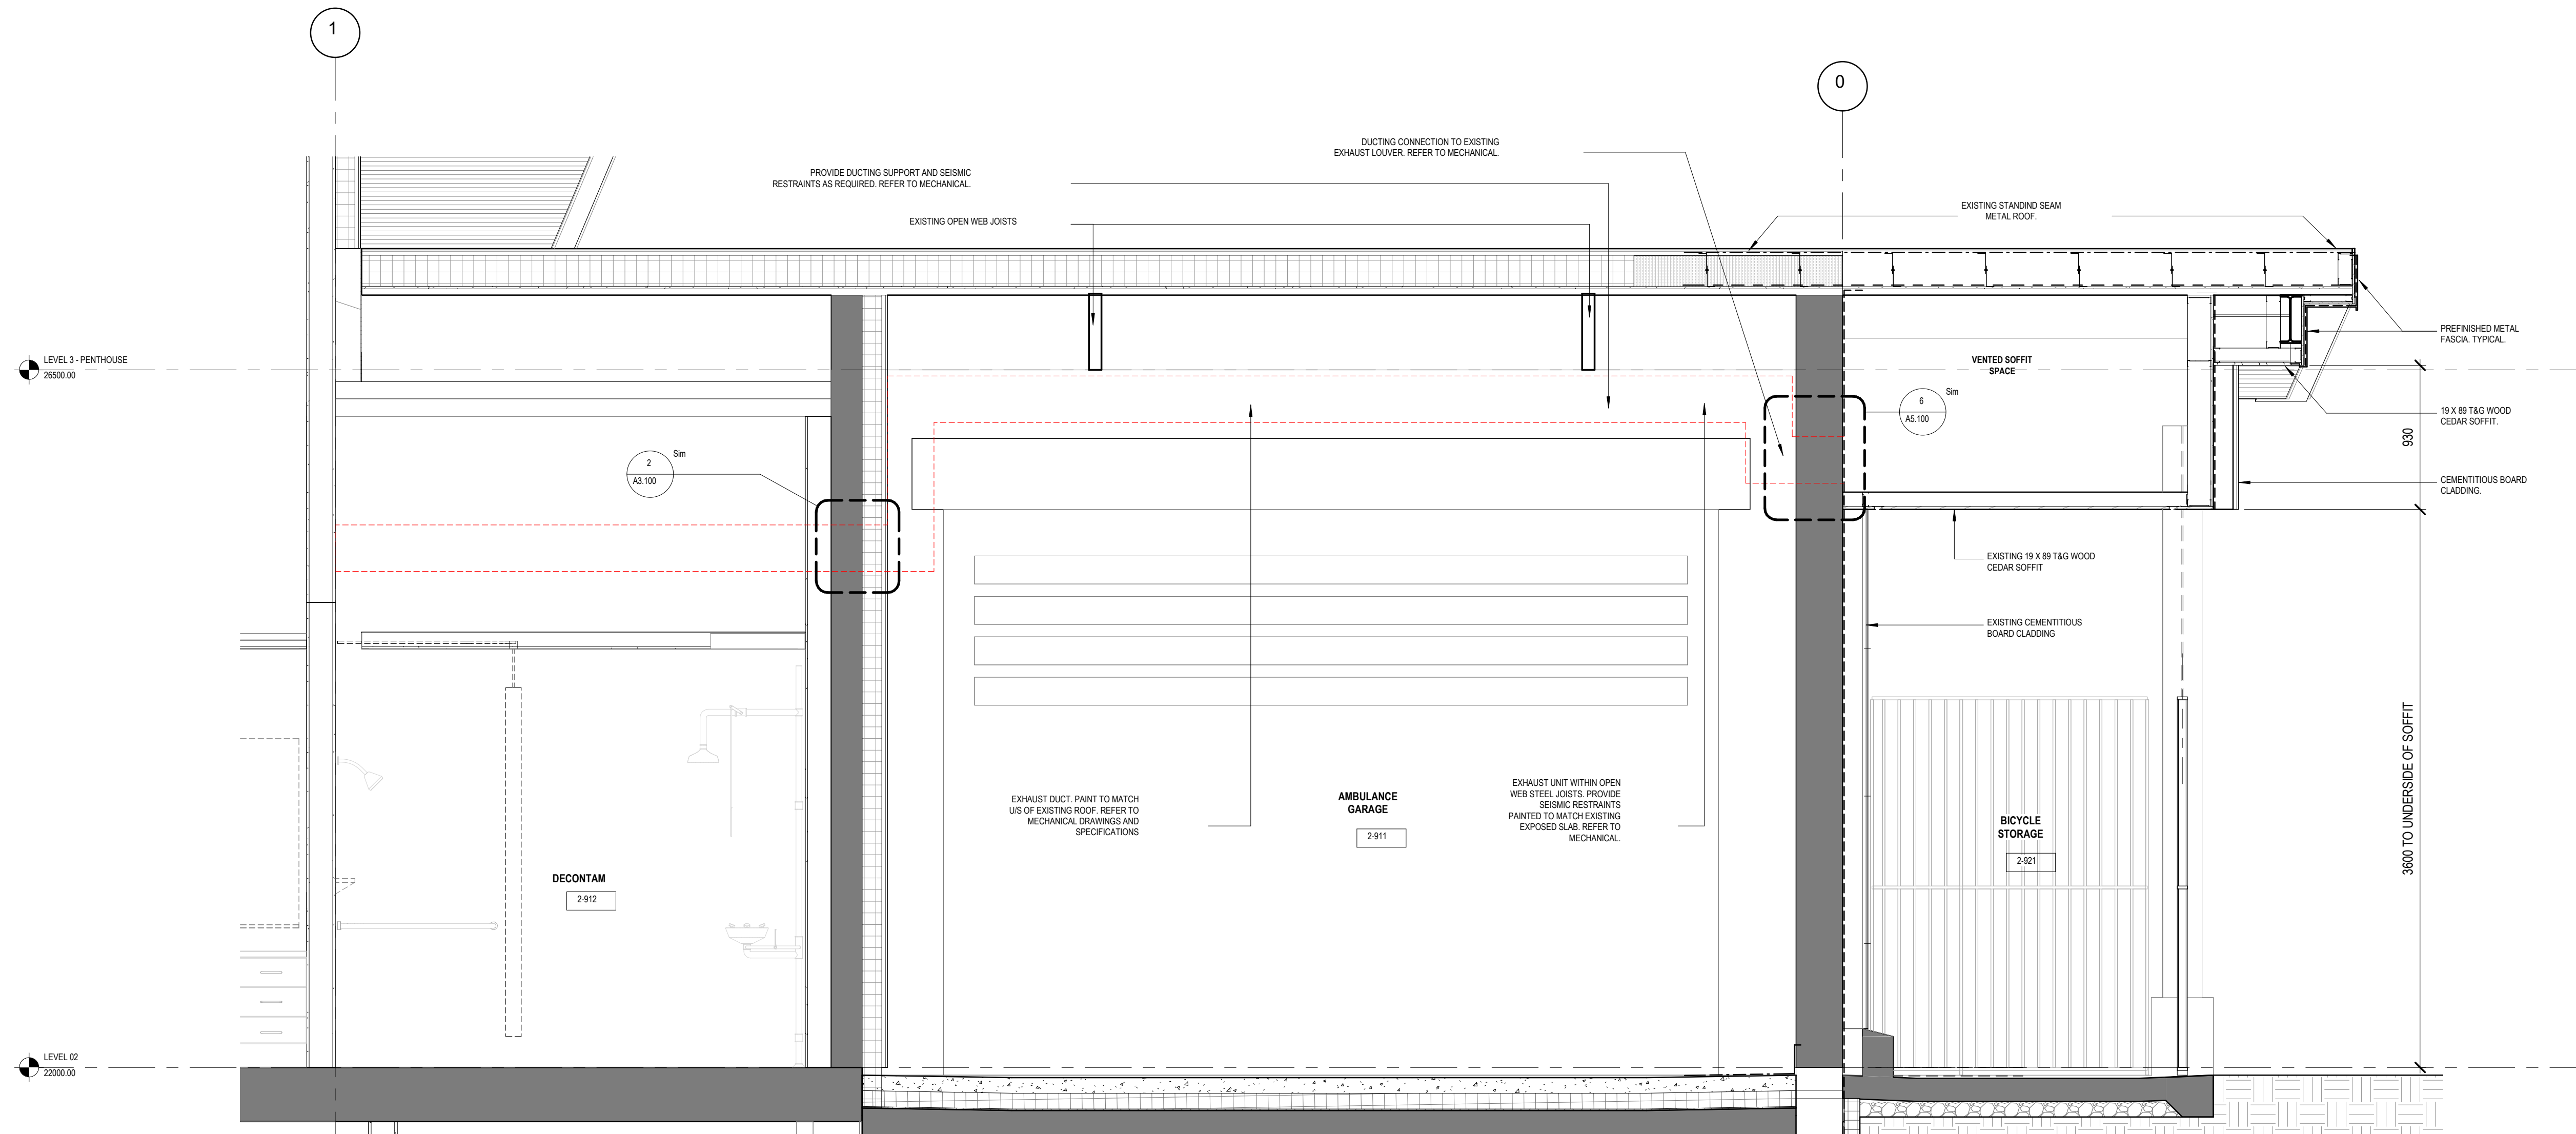 1
0
DUCTING CONNECTION TO EXISTING
EXHAUST LOUVER. REFER TO MECHANICAL.
PROVIDE DUCTING SUPPORT AND SEISMIC
RESTRAINTS AS REQUIRED. REFER TO MECHANICAL.
EXISTING OPEN WEB JOISTS
EXISTING STANDIND SEAM
METAL ROOF.
PREFINISHED METAL
FASCIA. TYPICAL.
LEVEL 3 - PENTHOUSE
26500.00
VENTED SOFFIT
SPACE
6
A5.100
Sim
19 X 89 T&G WOOD
CEDAR SOFFIT.
930
2
A3.100
Sim
CEMENTITIOUS BOARD
CLADDING.
EXISTING 19 X 89 T&G WOOD
CEDAR SOFFIT
EXISTING CEMENTITIOUS
BOARD CLADDING
3600 TO UNDERSIDE OF SOFFIT
EXHAUST DUCT. PAINT TO MATCH
U/S OF EXISTING ROOF. REFER TO
MECHANICAL DRAWINGS AND
SPECIFICATIONS
AMBULANCE
GARAGE
2-911
EXHAUST UNIT WITHIN OPEN
WEB STEEL JOISTS. PROVIDE
SEISMIC RESTRAINTS
PAINTED TO MATCH EXISTING
EXPOSED SLAB. REFER TO
MECHANICAL.
BICYCLE
STORAGE
2-921
DECONTAM
2-912
LEVEL 02
22000.00